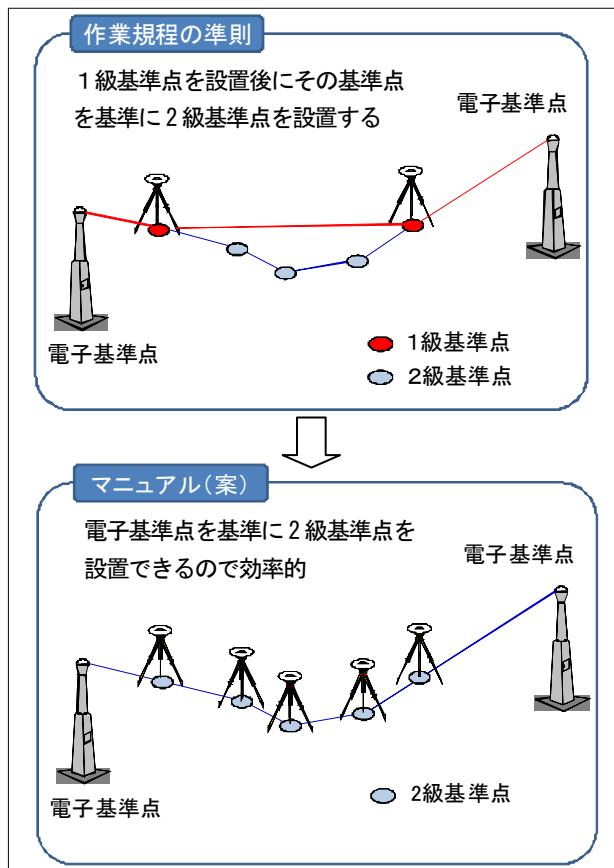 作業規程の準則
１級基準点を設置後にその基準点
を基準に２級基準点を設置する
電子基準点
電子基準点
1級基準点
２級基準点
マニュアル（案）
電子基準点を基準に２級基準点を
設置できるので効率的
電子基準点
電子基準点
2級基準点